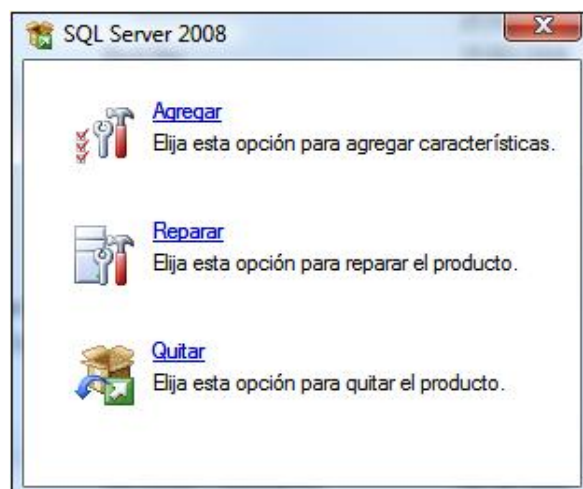 SQL Server 2008
Agregar
Elija esta opción para agregar características.
Reparar
Elija esta opción para reparar el producto.
Quitar
Elija esta opción para quitar el producto.